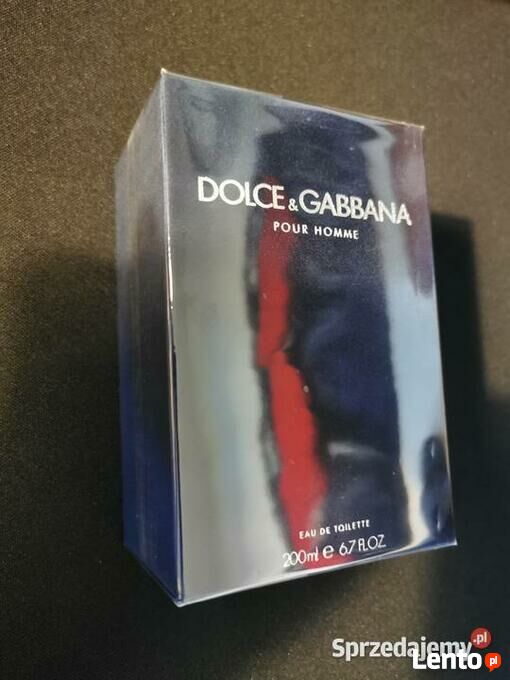 DOLCE & GABBANA
POUR HOMME
EAU DE TOILETTE
200ml e 6.7 FL.OZ.
Sprzedajemy.pl
Lento.pl